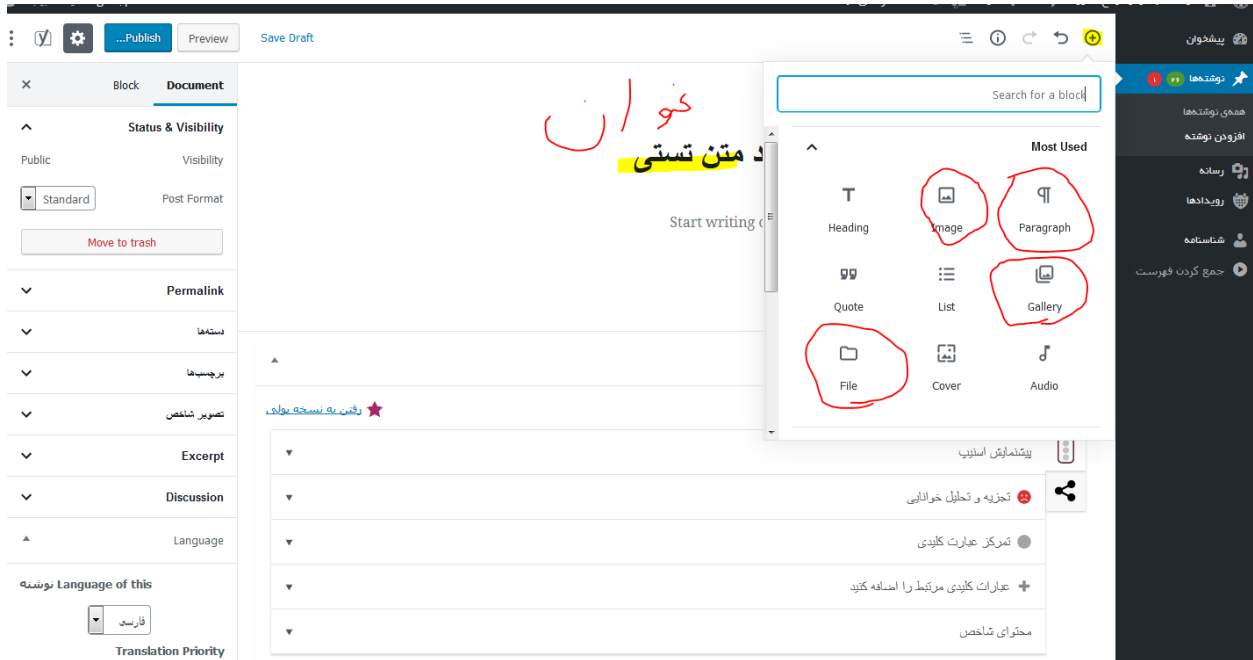 Publish...
Preview
Save Draft
پیشخوان
نوشته‌ها ۲۶ ۱
همه‌ی نوشته‌ها
افزودن نوشته
رسانه
رویدادها
شناسنامه
جمع کردن فهرست
Search for a block
Most Used
Paragraph
Image
Heading
Gallery
List
Quote
Audio
Cover
File
متن تستی
Start writing
رفتن به نسخه پولی
پیشنمایش اسنیپ
تجزیه و تحلیل خوانایی
تمرکز عبارت کلیدی
عبارات کلیدی مرتبط را اضافه کنید
محتوای شاخص
Document
Block
Status & Visibility
Visibility
Public
Post Format
Standard
Move to trash
Permalink
دسته‌ها
برچسب‌ها
تصویر شاخص
Excerpt
Discussion
Language
Language of this نوشته
فارسی
Translation Priority